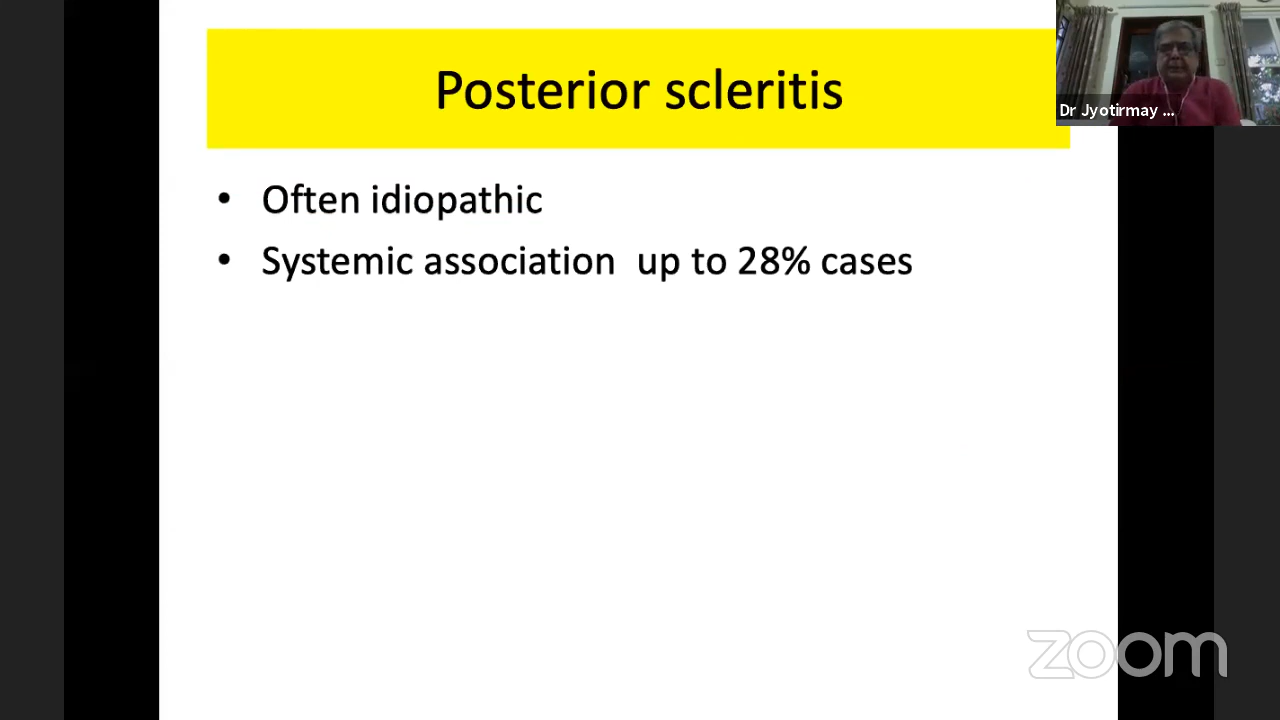 Posterior scleritis
Dr Jyotirmay ...
• Often idiopathic
• Systemic association  up to 28% cases
zoom